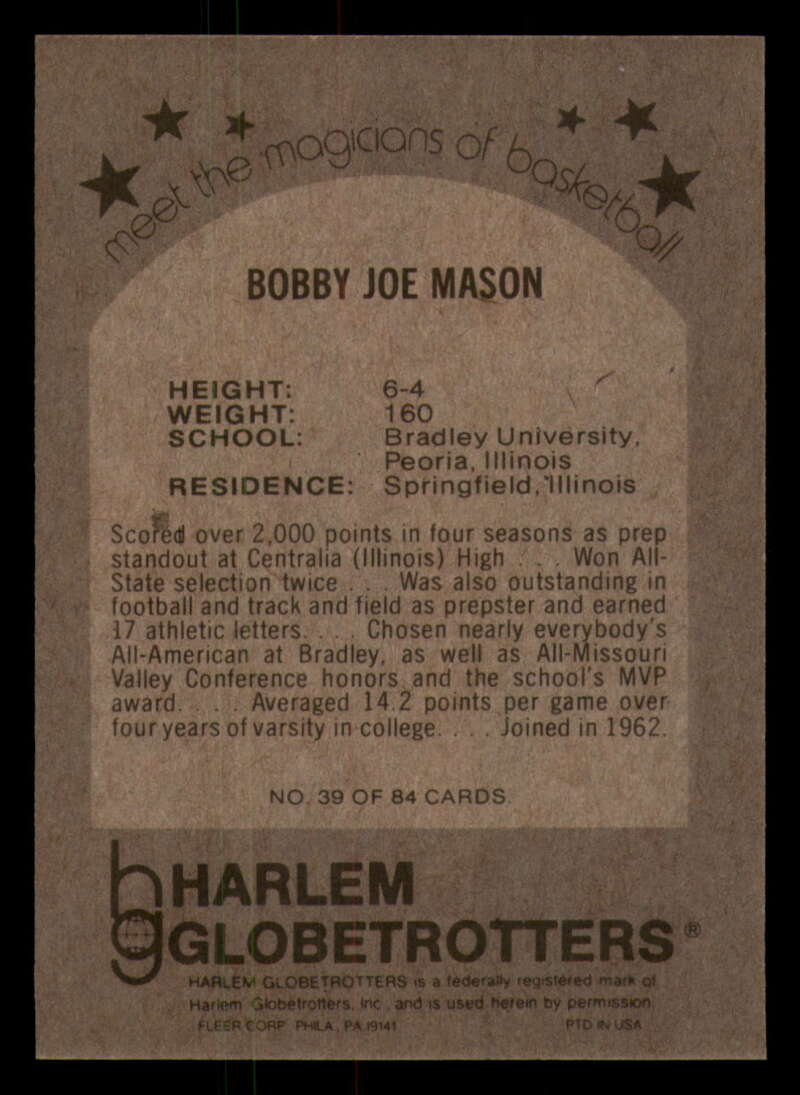 meet the magicians of basketball
BOBBY JOE MASON
HEIGHT: 6-4
WEIGHT: 160
SCHOOL: Bradley University,
Peoria, Illinois
RESIDENCE: Springfield, Illinois
Scored over 2,000 points in four seasons as prep
standout at Centralia (Illinois) High . . . Won All-
State selection twice . . . Was also outstanding in
football and track and field as prepster and earned
17 athletic letters. . . . Chosen nearly everybody's
All-American at Bradley, as well as All-Missouri
Valley Conference honors and the school's MVP
award. . . . Averaged 14.2 points per game over
four years of varsity in college. . . . Joined in 1962.
NO. 39 OF 84 CARDS
hg HARLEM
GLOBETROTTERS®
HARLEM GLOBETROTTERS is a federally registered mark of
Harlem Globetrotters, Inc., and is used herein by permission.
FLEER CORP. PHILA., PA 19141 PTD IN USA